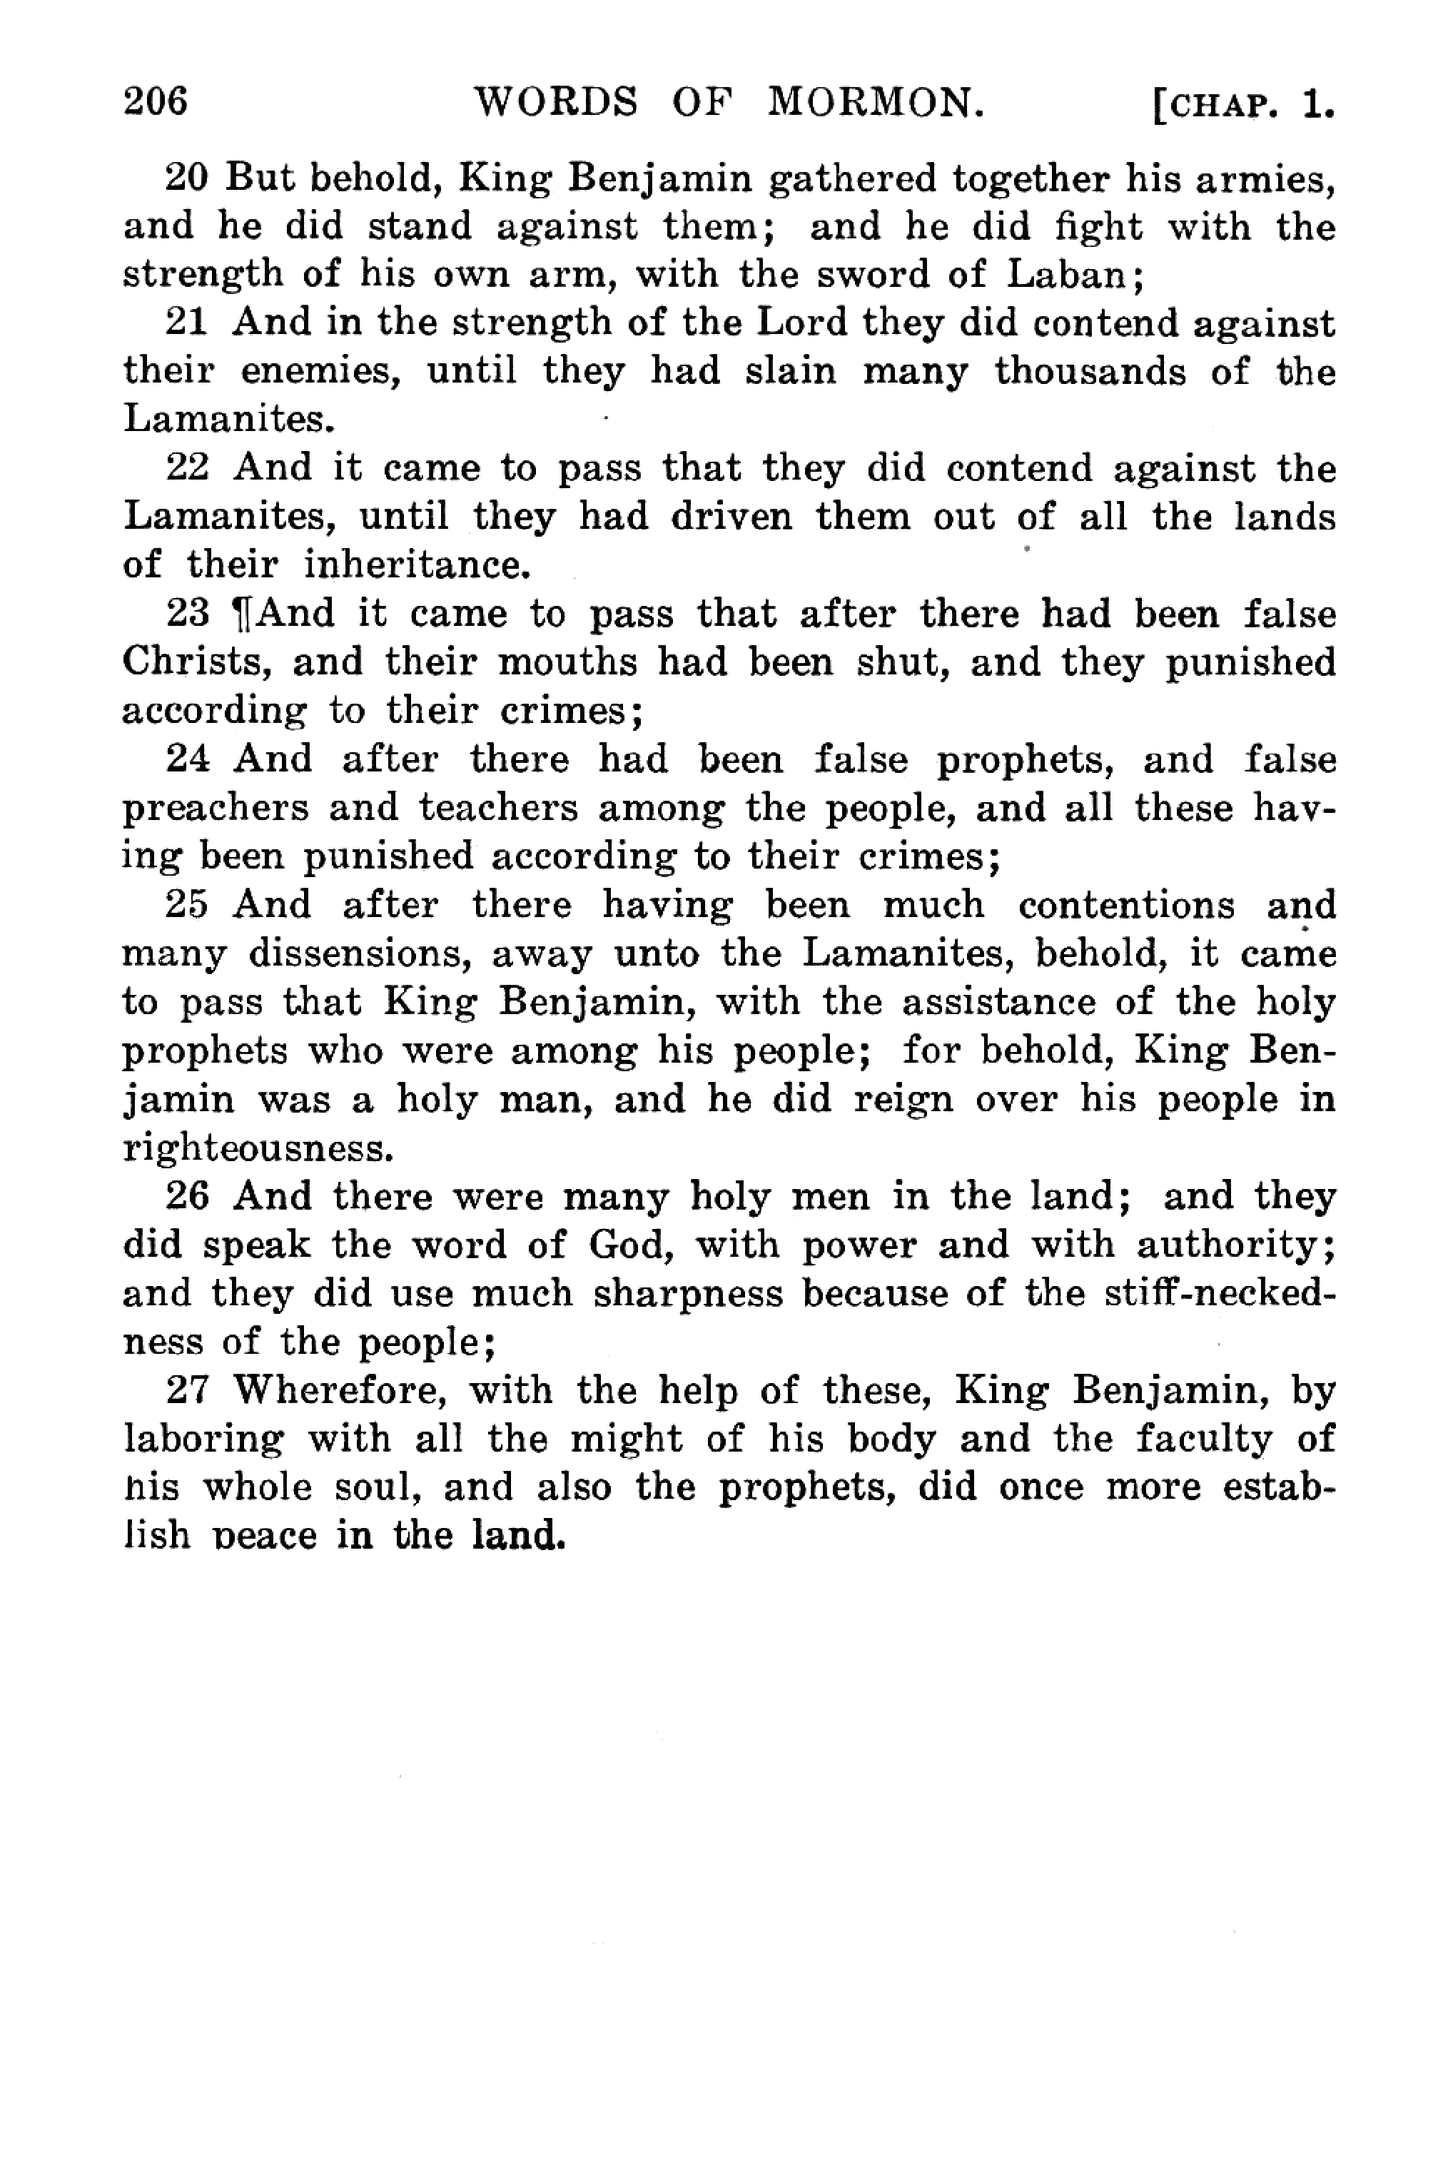 206 WORDS OF MORMON. [CHAP. 1.
20 But behold, King Benjamin gathered together his armies,
and he did stand against them; and he did fight with the
strength of his own arm, with the sword of Laban;
21 And in the strength of the Lord they did contend against
their enemies, until they had slain many thousands of the
Lamanites.
22 And it came to pass that they did contend against the
Lamanites, until they had driven them out of all the lands
of their inheritance.
23 ¶And it came to pass that after there had been false
Christs, and their mouths had been shut, and they punished
according to their crimes;
24 And after there had been false prophets, and false
preachers and teachers among the people, and all these hav-
ing been punished according to their crimes;
25 And after there having been much contentions and
many dissensions, away unto the Lamanites, behold, it came
to pass that King Benjamin, with the assistance of the holy
prophets who were among his people; for behold, King Ben-
jamin was a holy man, and he did reign over his people in
righteousness.
26 And there were many holy men in the land; and they
did speak the word of God, with power and with authority;
and they did use much sharpness because of the stiff-necked-
ness of the people;
27 Wherefore, with the help of these, King Benjamin, by
laboring with all the might of his body and the faculty of
his whole soul, and also the prophets, did once more estab-
lish peace in the land.